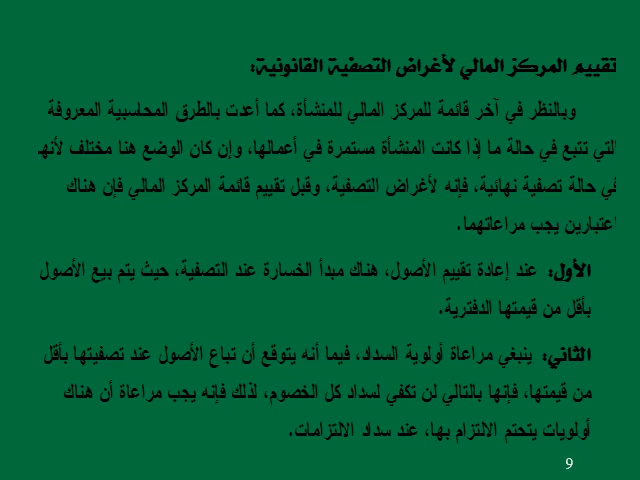 تقييم المركز المالي لأغراض التصفية القانونية:
وبالنظر في آخر قائمة للمركز المالي للمنشأة، كما أعدت بالطرق المحاسبية المعروفة
التي تتبع في حالة ما إذا كانت المنشأة مستمرة في أعمالها، وإن كان الوضع هنا مختلف لأنها
في حالة تصفية نهائية، فإنه لأغراض التصفية، وقبل تقييم قائمة المركز المالي فإن هناك
اعتبارين يجب مراعاتهما.
الأول: عند إعادة تقييم الأصول، هناك مبدأ الخسارة عند التصفية، حيث يتم بيع الأصول
بأقل من قيمتها الدفترية.
الثاني: ينبغي مراعاة أولوية السداد، فيما أنه يتوقع أن تباع الأصول عند تصفيتها بأقل
من قيمتها، فإنها بالتالي لن تكفي لسداد كل الخصوم، لذلك فإنه يجب مراعاة أن هناك
أولويات يتحتم الالتزام بها، عند سداد الالتزامات.
9